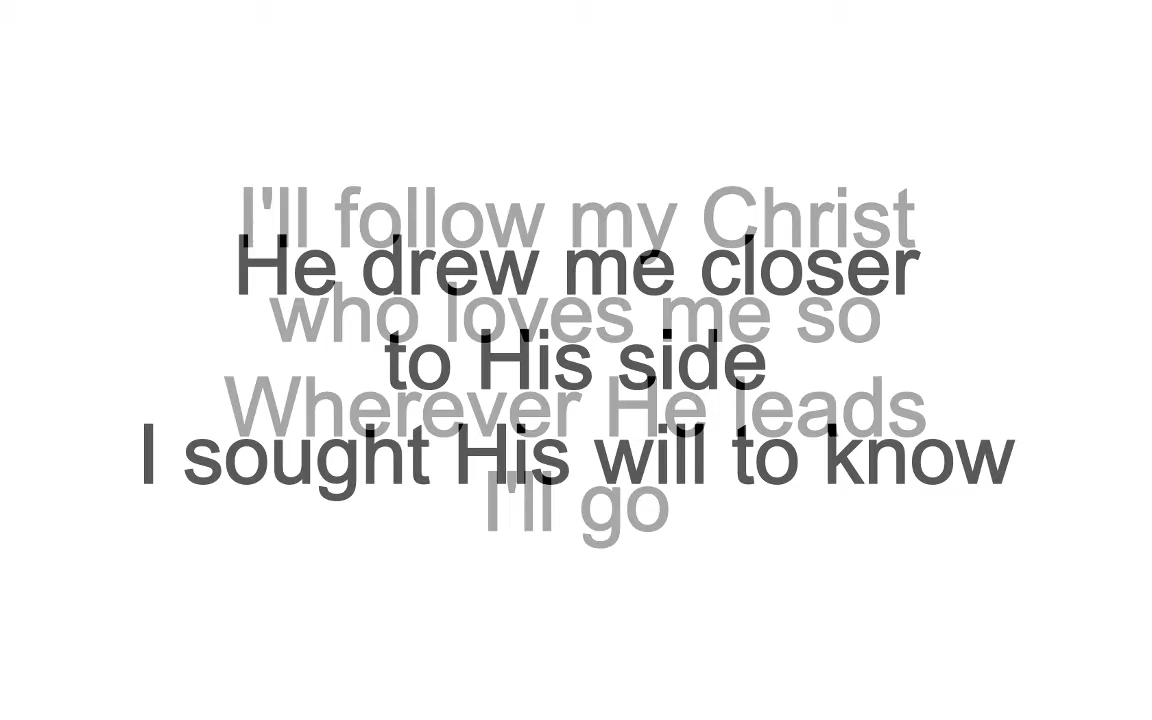 I'll follow my Christ
He drew me closer
who loves me so
to His side
Wherever He leads
I sought His will to know
I'll go